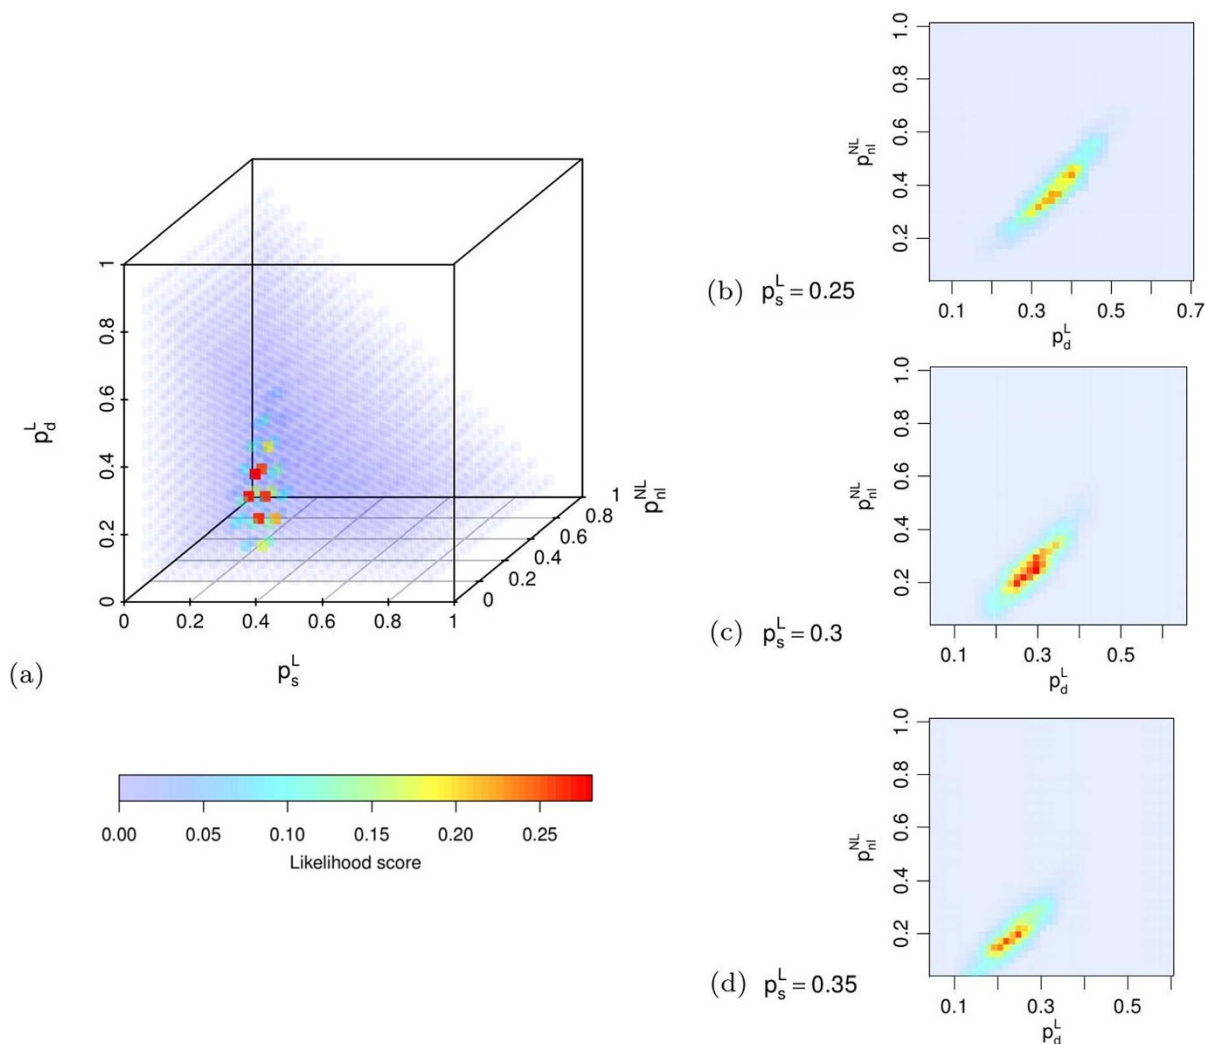 1
0.8
0.6
0.4
0.2
0
p_d^L
0 0.2 0.4 0.6 0.8 1
p_s^L
0 0.2 0.4 0.6 0.8 1
p_nl^NL
(a)
0.00 0.05 0.10 0.15 0.20 0.25
Likelihood score
1.0
0.8
0.6
0.4
0.2
p_nl^NL
0.1 0.3 0.5 0.7
p_d^L
(b) p_s^L = 0.25
1.0
0.8
0.6
0.4
0.2
p_nl^NL
0.1 0.3 0.5
p_d^L
(c) p_s^L = 0.3
1.0
0.8
0.6
0.4
0.2
p_nl^NL
0.1 0.3 0.5
p_d^L
(d) p_s^L = 0.35